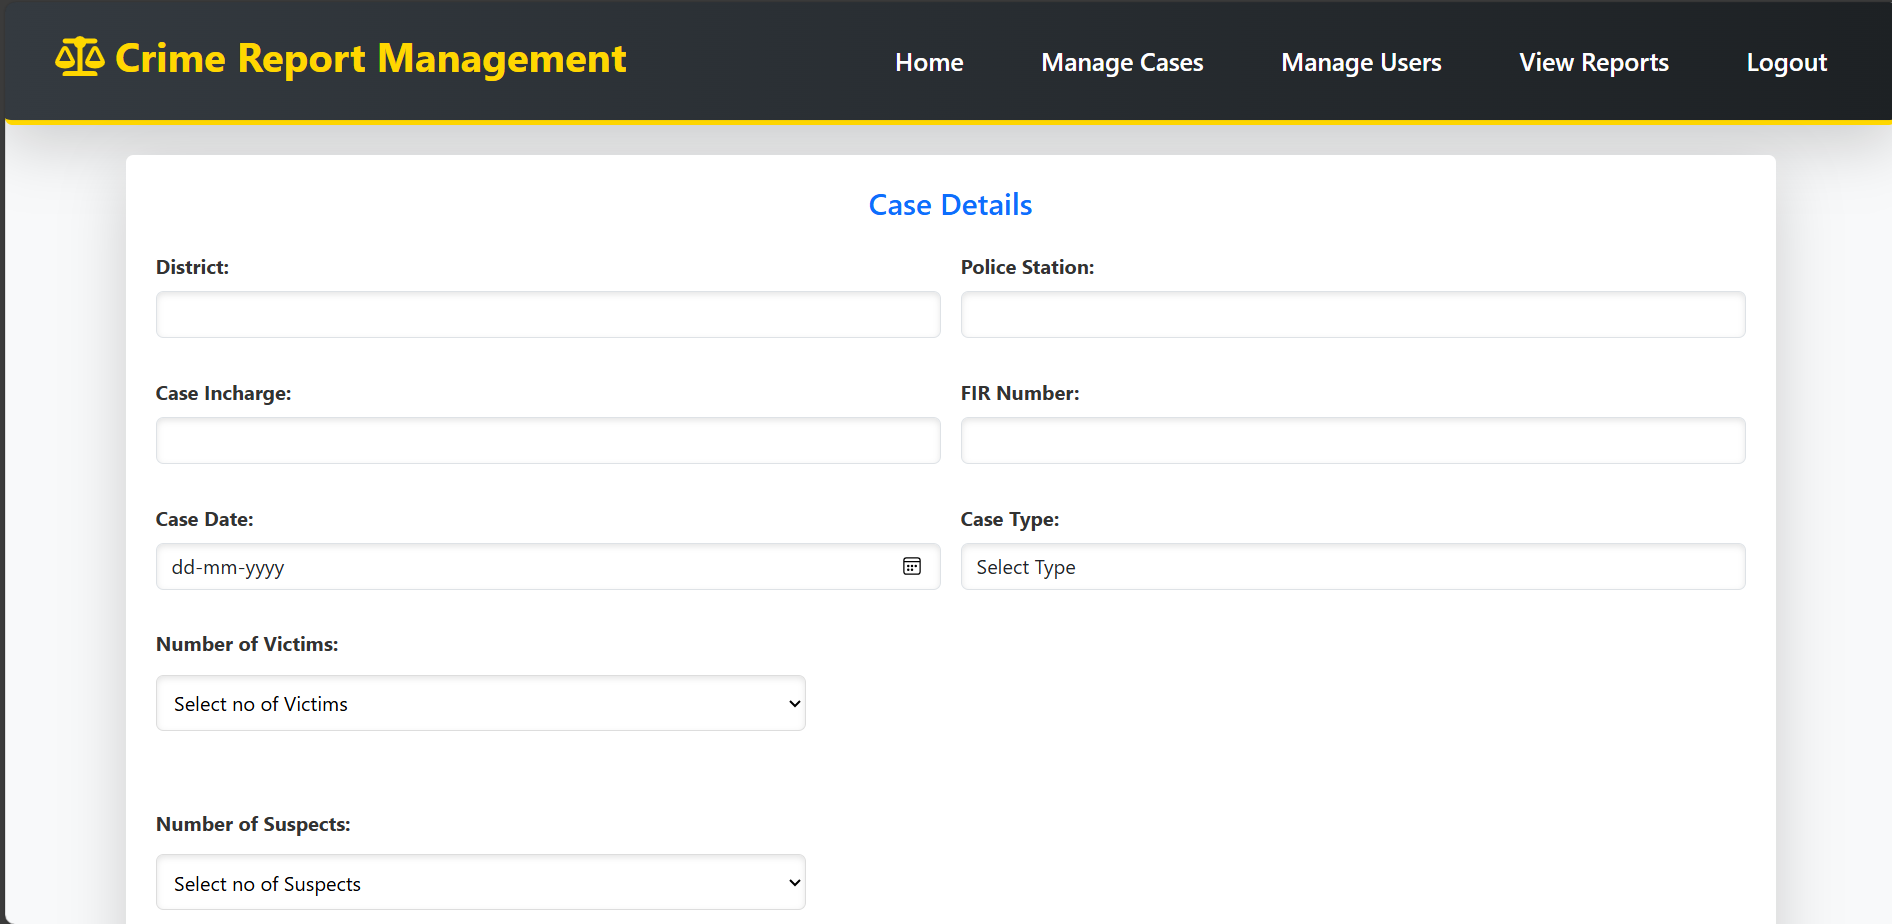 Crime Report Management
Home Manage Cases Manage Users View Reports Logout
Case Details
District: Police Station:
Case Incharge: FIR Number:
Case Date: Case Type:
dd-mm-yyyy Select Type
Number of Victims:
Select no of Victims
Number of Suspects:
Select no of Suspects